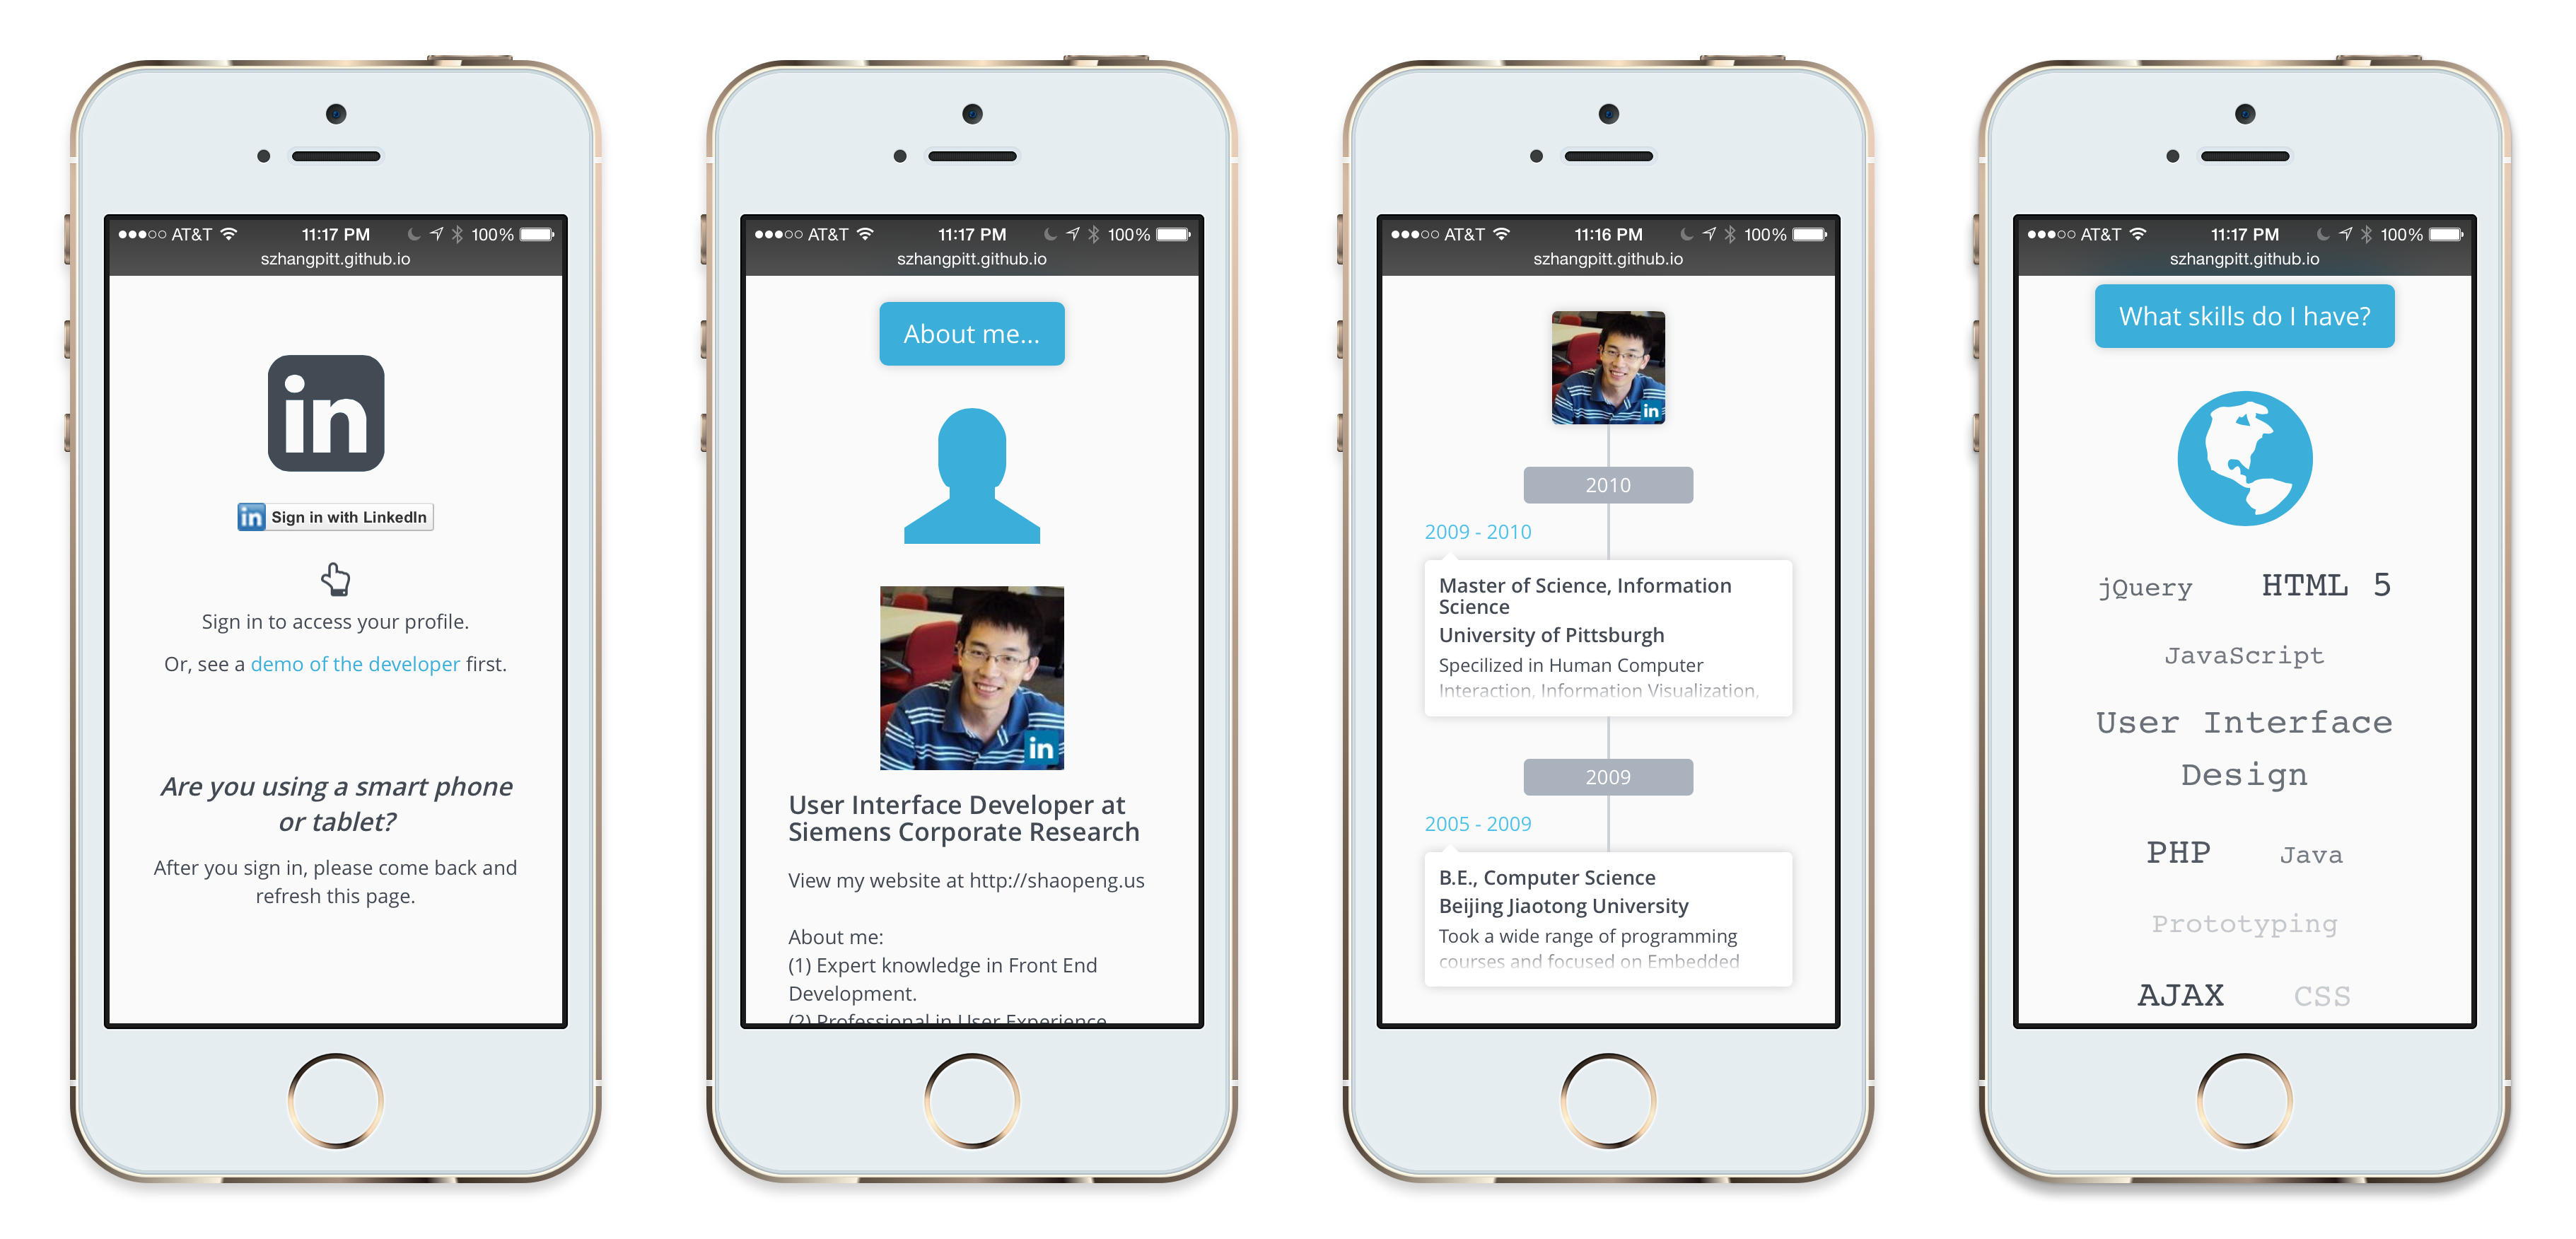 AT&T 11:17 PM 100%
szhangpitt.github.io
in
in Sign in with LinkedIn
Sign in to access your profile.
Or, see a demo of the developer first.
Are you using a smart phone
or tablet?
After you sign in, please come back and
refresh this page.
AT&T 11:17 PM 100%
szhangpitt.github.io
About me...
in
User Interface Developer at
Siemens Corporate Research
View my website at http://shaopeng.us
About me:
(1) Expert knowledge in Front End
Development.
(2) Professional in User Experience
AT&T 11:16 PM 100%
szhangpitt.github.io
in
2010
2009 - 2010
Master of Science, Information
Science
University of Pittsburgh
Specilized in Human Computer
Interaction, Information Visualization,
2009
2005 - 2009
B.E., Computer Science
Beijing Jiaotong University
Took a wide range of programming
courses and focused on Embedded
AT&T 11:17 PM 100%
szhangpitt.github.io
What skills do I have?
jQuery HTML 5
JavaScript
User Interface
Design
PHP Java
Prototyping
AJAX CSS